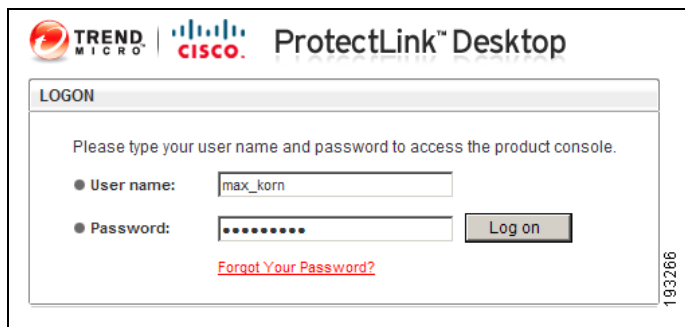 TREND MICRO CISCO. ProtectLink™ Desktop
LOGON
Please type your user name and password to access the product console.
User name: max_korn
Password: ••••••••• Log on
Forgot Your Password?
193266